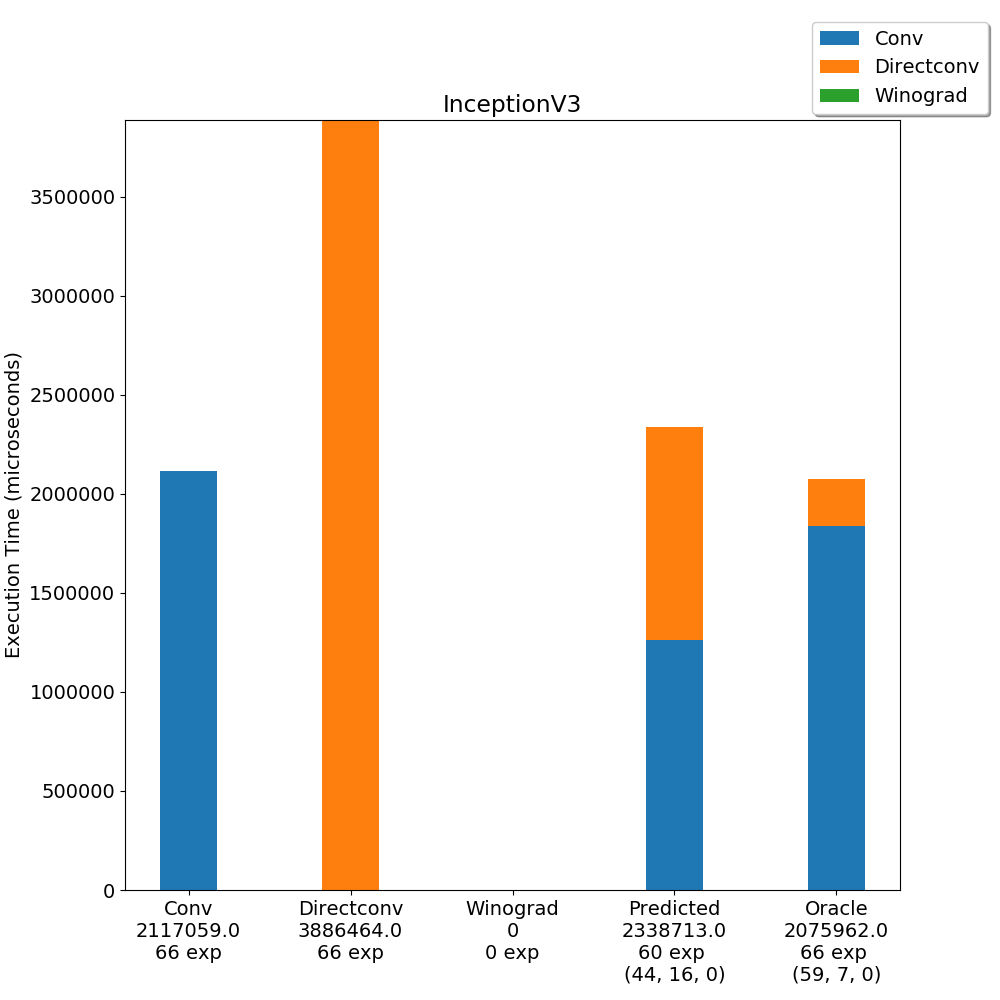 Conv
Directconv
Winograd
InceptionV3
Execution Time (microseconds)
3500000
3000000
2500000
2000000
1500000
1000000
500000
0
Conv
2117059.0
66 exp
Directconv
3886464.0
66 exp
Winograd
0
0 exp
Predicted
2338713.0
60 exp
(44, 16, 0)
Oracle
2075962.0
66 exp
(59, 7, 0)